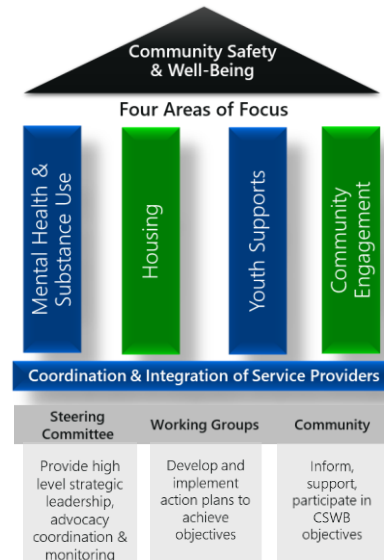 Community Safety
& Well-Being
Four Areas of Focus
Mental Health &
Substance Use
Housing
Youth Supports
Community
Engagement
Coordination & Integration of Service Providers
Steering
Committee
Working Groups
Community
Provide high
level strategic
leadership,
advocacy
coordination &
monitoring
Develop and
implement
action plans to
achieve
objectives
Inform,
support,
participate in
CSWB
objectives